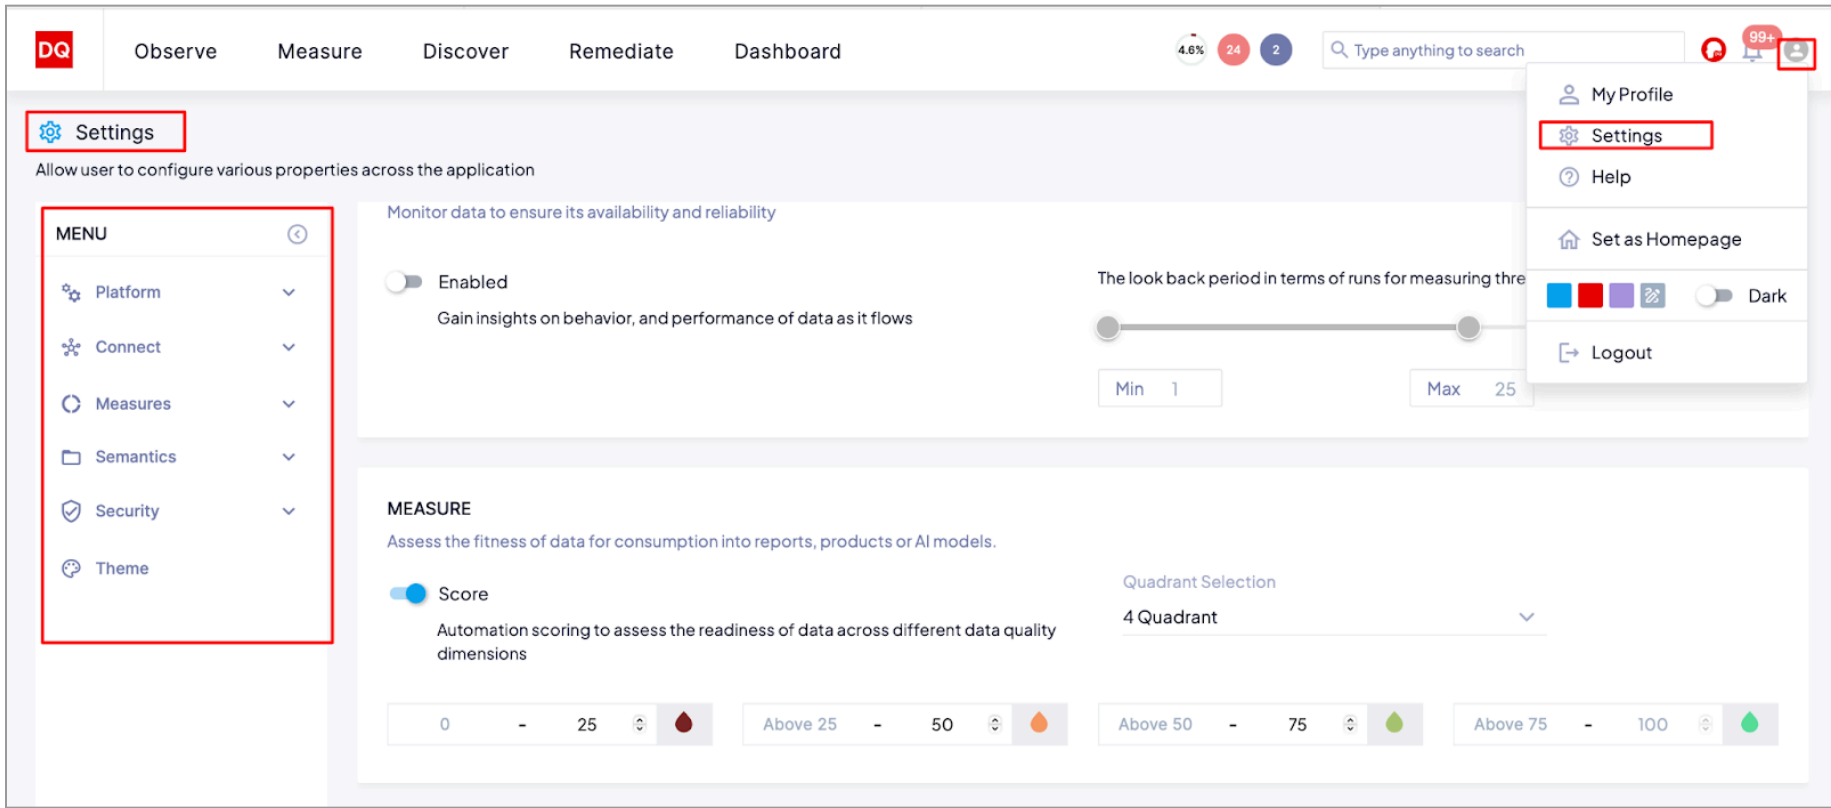 DQ
Observe
Measure
Discover
Remediate
Dashboard
4.6%
24
2
Type anything to search
99+
My Profile
Settings
Help
Set as Homepage
Dark
Logout
Settings
Allow user to configure various properties across the application
MENU
Platform
Connect
Measures
Semantics
Security
Theme
Monitor data to ensure its availability and reliability
Enabled
Gain insights on behavior, and performance of data as it flows
The look back period in terms of runs for measuring thre
Min 1
Max 25
MEASURE
Assess the fitness of data for consumption into reports, products or AI models.
Score
Automation scoring to assess the readiness of data across different data quality
dimensions
Quadrant Selection
4 Quadrant
0 - 25
Above 25 - 50
Above 50 - 75
Above 75 - 100